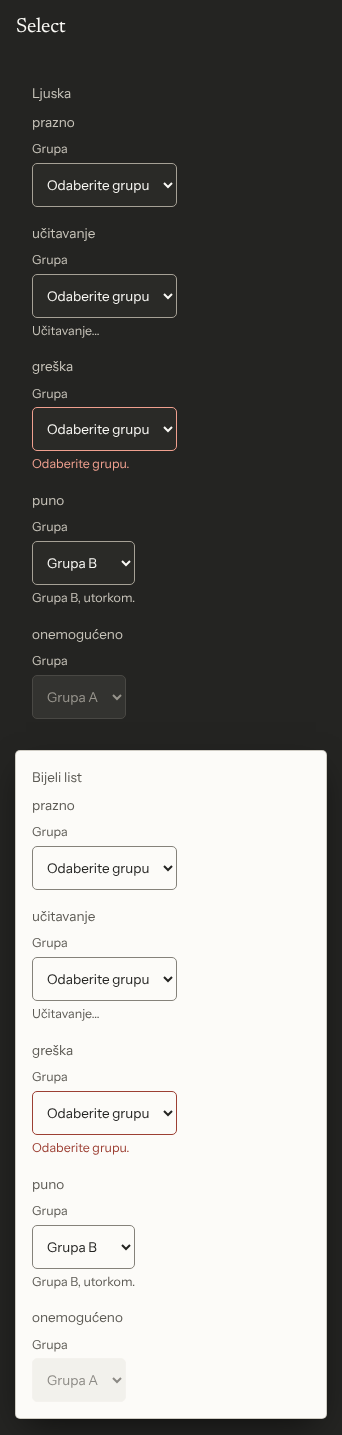 Select
Ljuska
prazno
Grupa
Odaberite grupu
učitavanje
Grupa
Odaberite grupu
Učitavanje…
greška
Grupa
Odaberite grupu
Odaberite grupu.
puno
Grupa
Grupa B
Grupa B, utorkom.
onemogućeno
Grupa
Grupa A
Bijeli list
prazno
Grupa
Odaberite grupu
učitavanje
Grupa
Odaberite grupu
Učitavanje…
greška
Grupa
Odaberite grupu
Odaberite grupu.
puno
Grupa
Grupa B
Grupa B, utorkom.
onemogućeno
Grupa
Grupa A